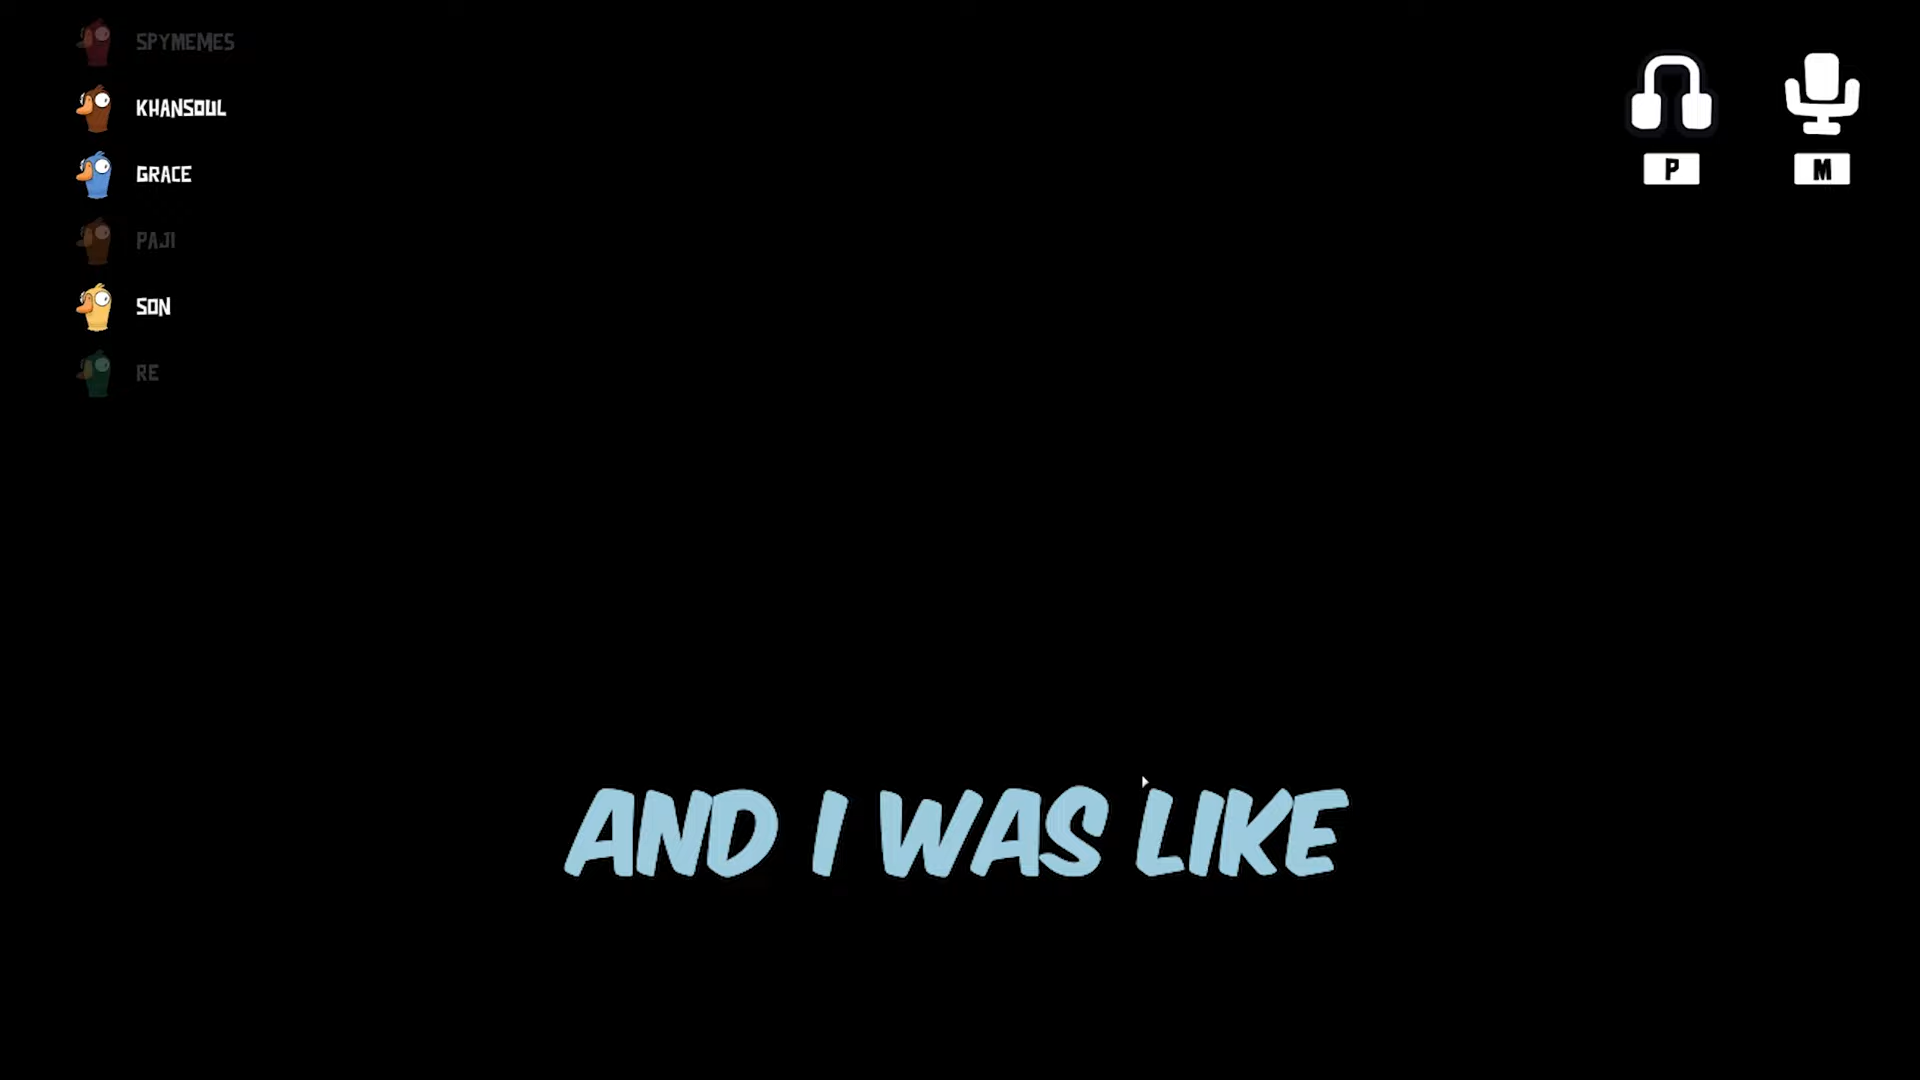 SPYMEMES
KHANSOUL
GRACE
PAJI
SON
RE
P
M
AND I WAS LIKE